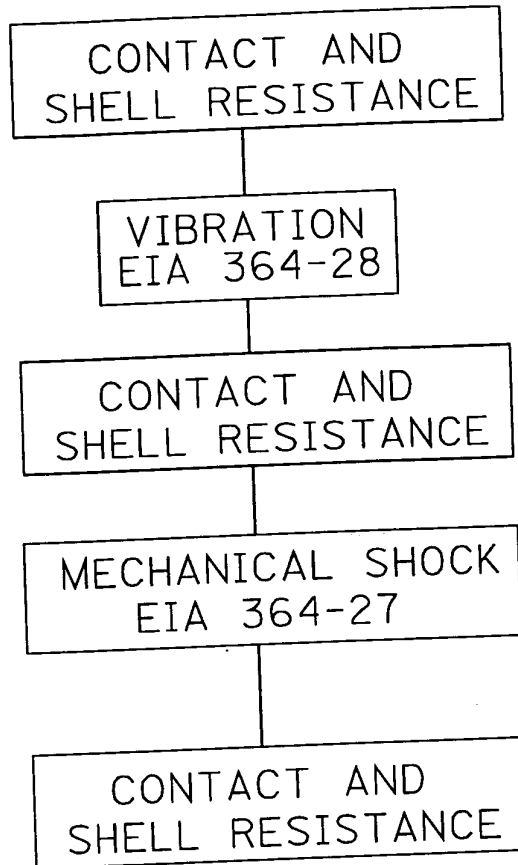 CONTACT AND
SHELL RESISTANCE
VIBRATION
EIA 364-28
CONTACT AND
SHELL RESISTANCE
MECHANICAL SHOCK
EIA 364-27
CONTACT AND
SHELL RESISTANCE